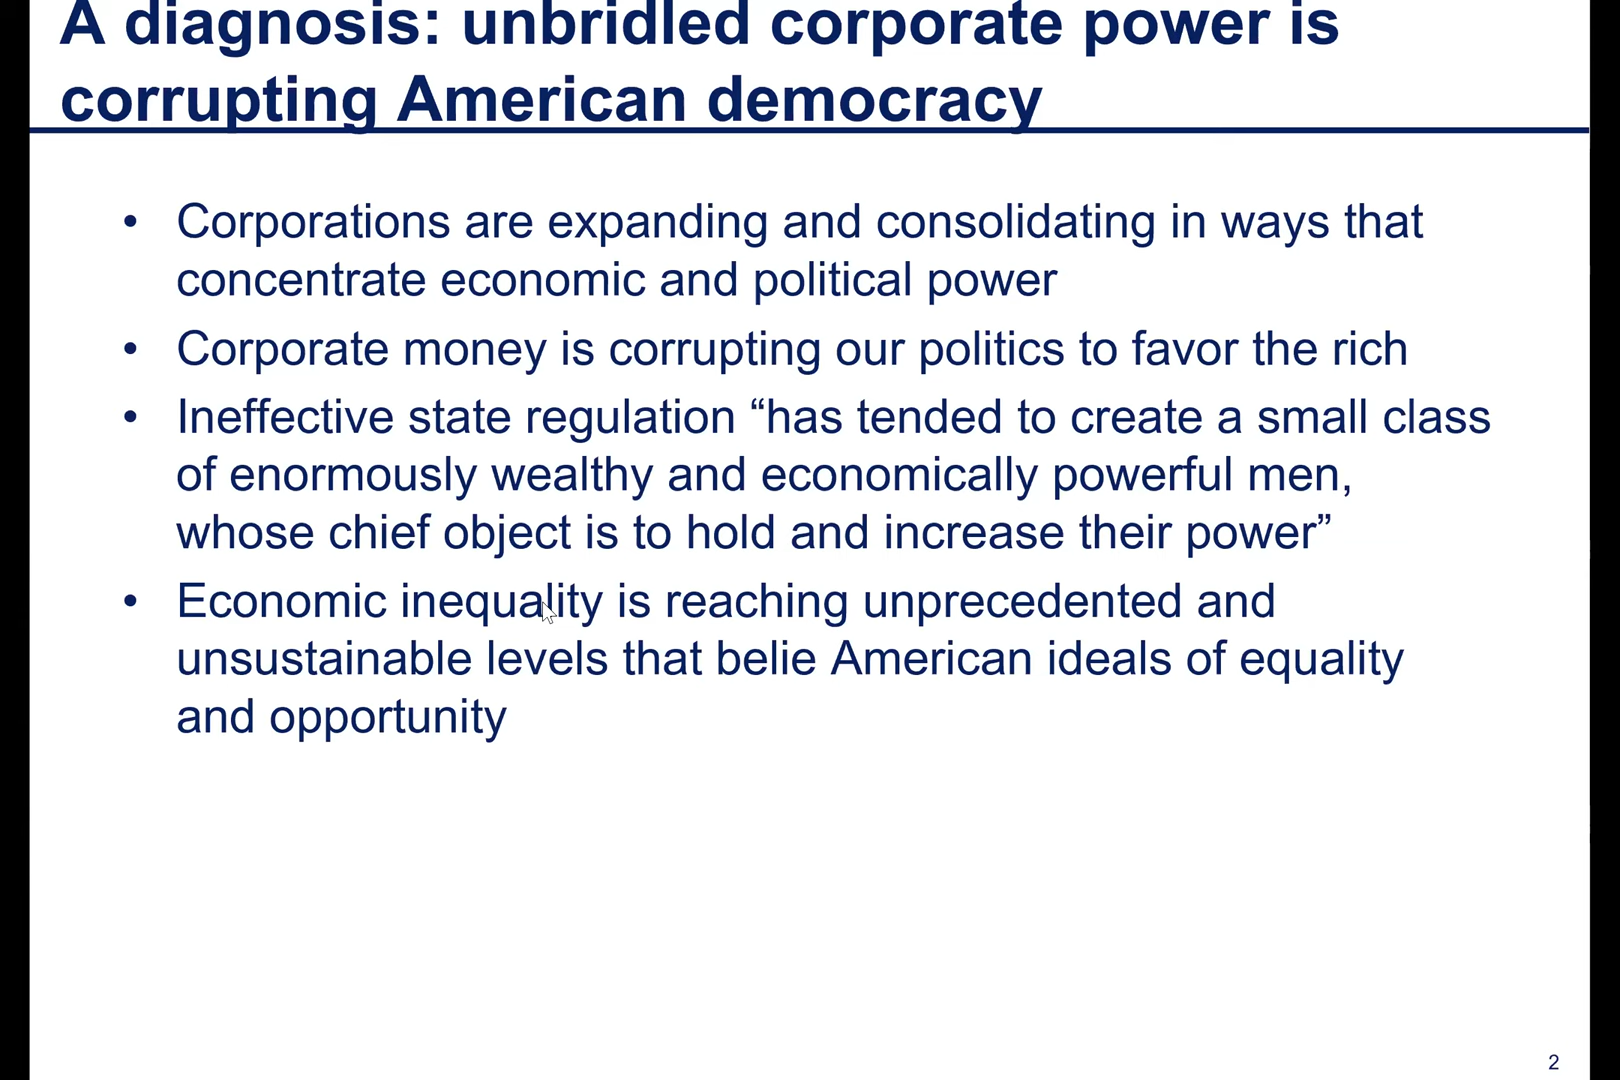 A diagnosis: unbridled corporate power is
corrupting American democracy
• Corporations are expanding and consolidating in ways that
concentrate economic and political power
• Corporate money is corrupting our politics to favor the rich
• Ineffective state regulation “has tended to create a small class
of enormously wealthy and economically powerful men,
whose chief object is to hold and increase their power”
• Economic inequality is reaching unprecedented and
unsustainable levels that belie American ideals of equality
and opportunity
2